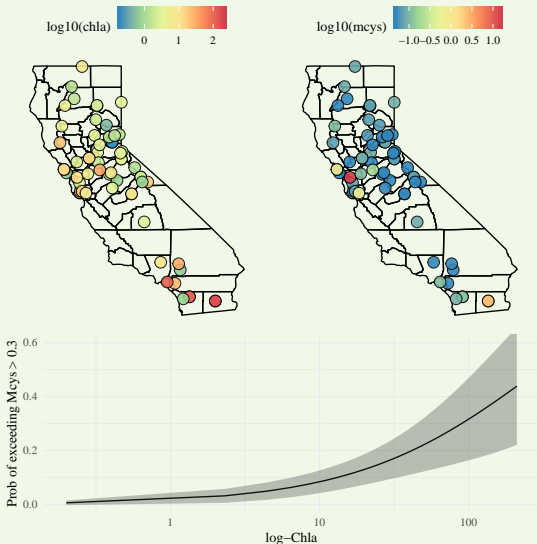 log10(chla)
0 1 2
log10(mcys)
−1.0−0.5 0.0 0.5 1.0
Prob of exceeding Mcys > 0.3
0.6
0.4
0.2
0.0
1 10 100
log−Chla